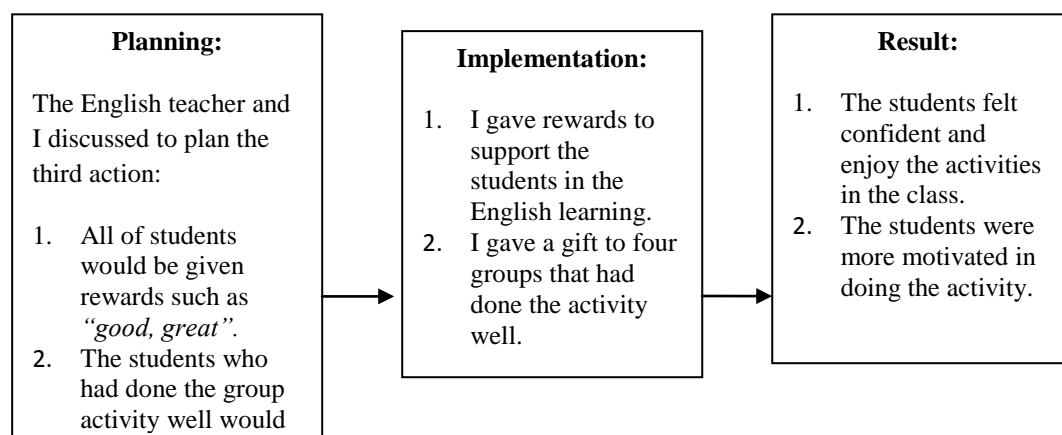 Planning:
The English teacher and
I discussed to plan the
third action:
1. All of students
would be given
rewards such as
“good, great”.
2. The students who
had done the group
activity well would
Implementation:
1. I gave rewards to
support the
students in the
English learning.
2. I gave a gift to four
groups that had
done the activity
well.
Result:
1. The students felt
confident and
enjoy the activities
in the class.
2. The students were
more motivated in
doing the activity.